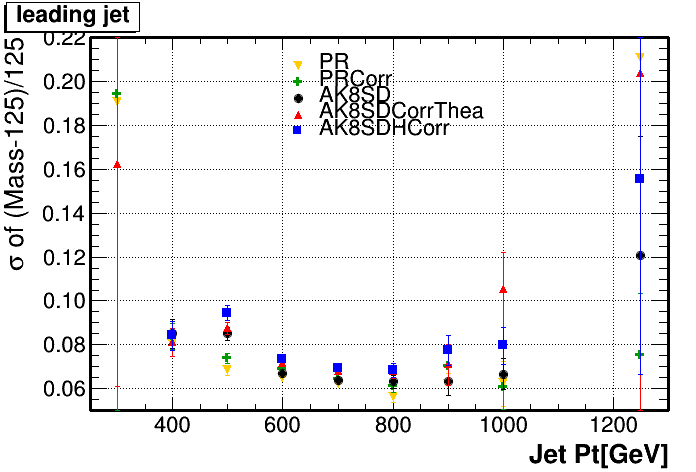 leading jet
σ of (Mass-125)/125
0.22
0.20
0.18
0.16
0.14
0.12
0.10
0.08
0.06
PR
PRCorr
AK8SD
AK8SDCorrThea
AK8SDHCorr
400 600 800 1000 1200
Jet Pt[GeV]